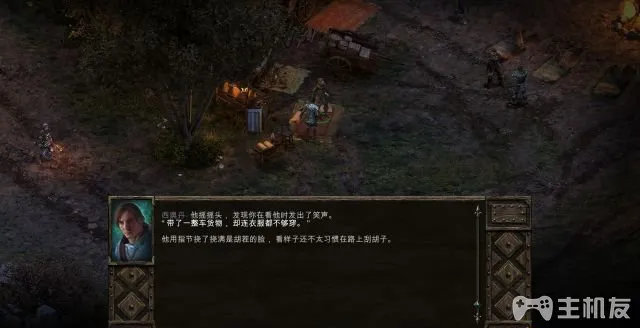 他摇摇头，发现你在看他时发出了笑声。
“带了一整车货物，却连衣服都不够穿。”
他用指节挠了挠满是胡茬的脸，看样子还不太习惯在路上刮胡子。
主机友